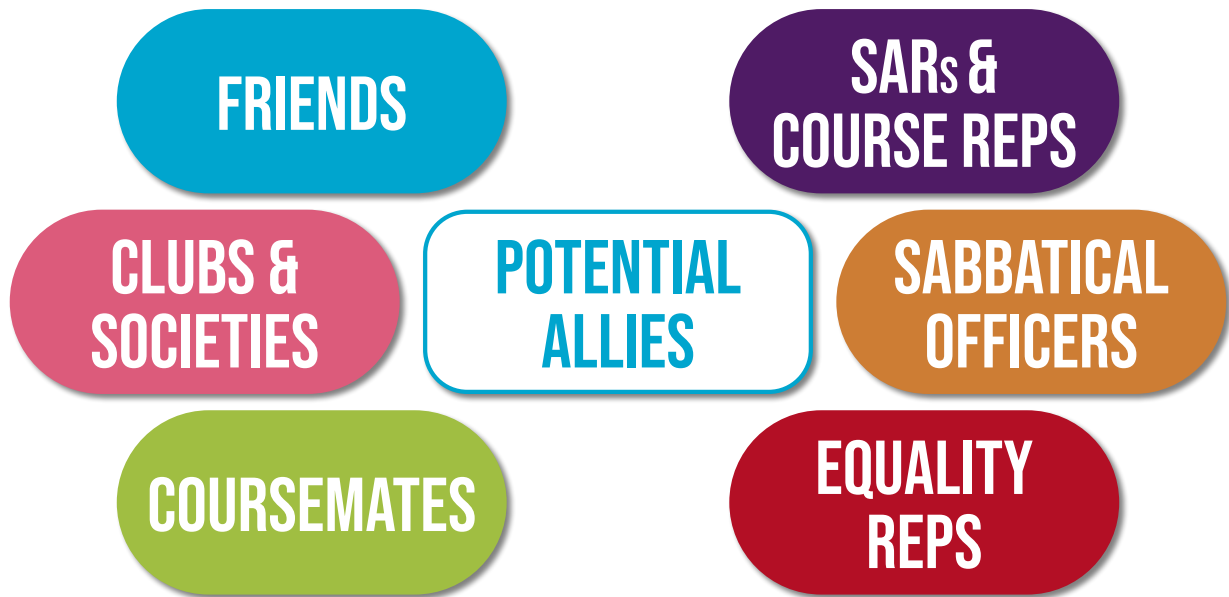 FRIENDS
SARs &
COURSE REPS
CLUBS &
SOCIETIES
POTENTIAL
ALLIES
SABBATICAL
OFFICERS
COURSEMATES
EQUALITY
REPS